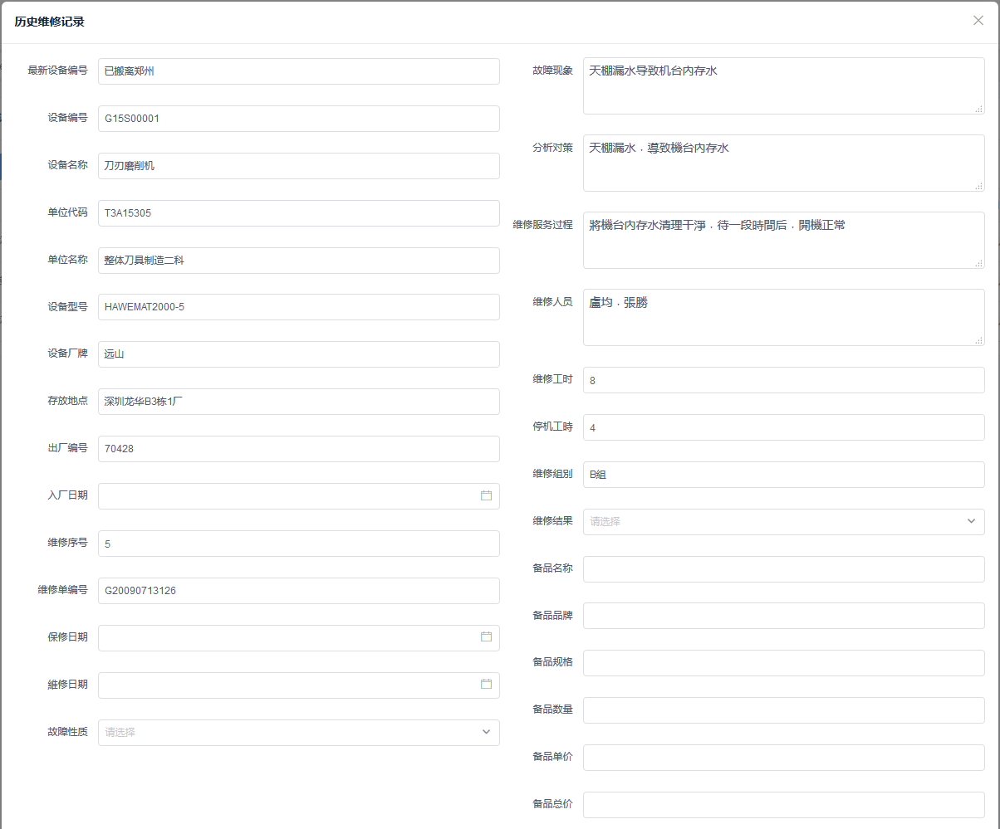 历史维修记录
最新设备编号 已搬离郑州
设备编号 G15S00001
设备名称 刀刃磨削机
单位代码 T3A15305
单位名称 整体刀具制造二科
设备型号 HAWEMAT2000-5
设备厂牌 远山
存放地点 深圳龙华B3栋1厂
出厂编号 70428
入厂日期
维修序号 5
维修单编号 G20090713126
保修日期
維修日期
故障性质 请选择
故障现象 天棚漏水导致机台内存水
分析对策 天棚漏水．導致機台内存水
维修服务过程 將機台内存水清理干淨．待一段時間后．開機正常
维修人员 盧均．張勝
维修工时 8
停机工時 4
维修組别 B組
维修结果 请选择
备品名称
备品品牌
备品规格
备品数量
备品单价
备品总价